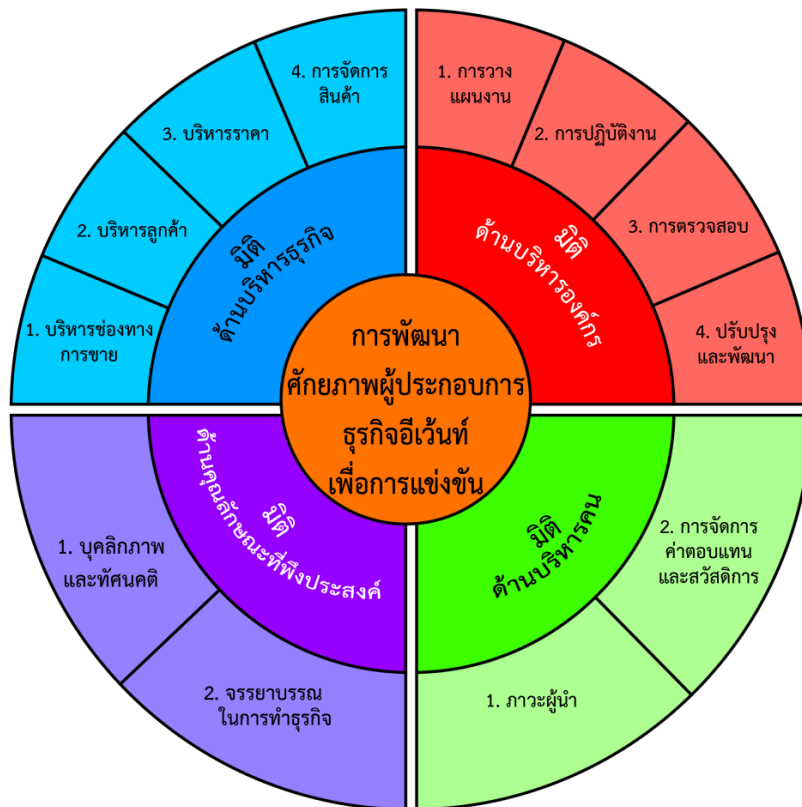 4. การจัดการ
สินค้า
3. บริหารราคา
2. บริหารลูกค้า
1. บริหารช่องทาง
การขาย
มิติ
ด้านบริหารธุรกิจ
1. การวาง
แผนงาน
2. การปฏิบัติงาน
3. การตรวจสอบ
4. ปรับปรุง
และพัฒนา
มิติ
ด้านบริหารองค์กร
การพัฒนา
ศักยภาพผู้ประกอบการ
ธุรกิจอีเว้นท์
เพื่อการแข่งขัน
มิติ
ด้านคุณลักษณะที่พึงประสงค์
1. บุคลิกภาพ
และทัศนคติ
2. จรรยาบรรณ
ในการทำธุรกิจ
มิติ
ด้านบริหารคน
2. การจัดการ
ค่าตอบแทน
และสวัสดิการ
1. ภาวะผู้นำ